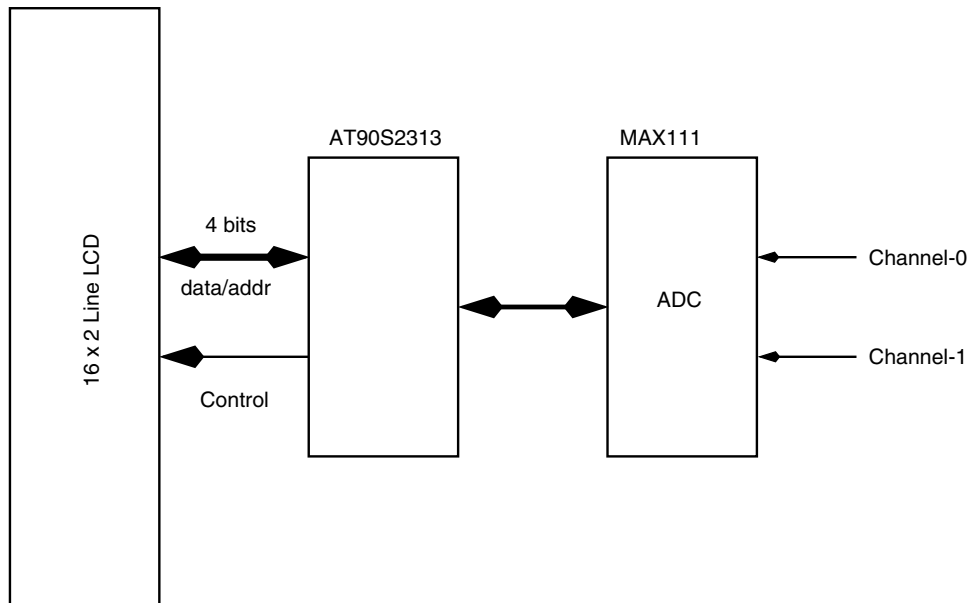 16 x 2 Line LCD
4 bits
data/addr
Control
AT90S2313
MAX111
ADC
Channel-0
Channel-1